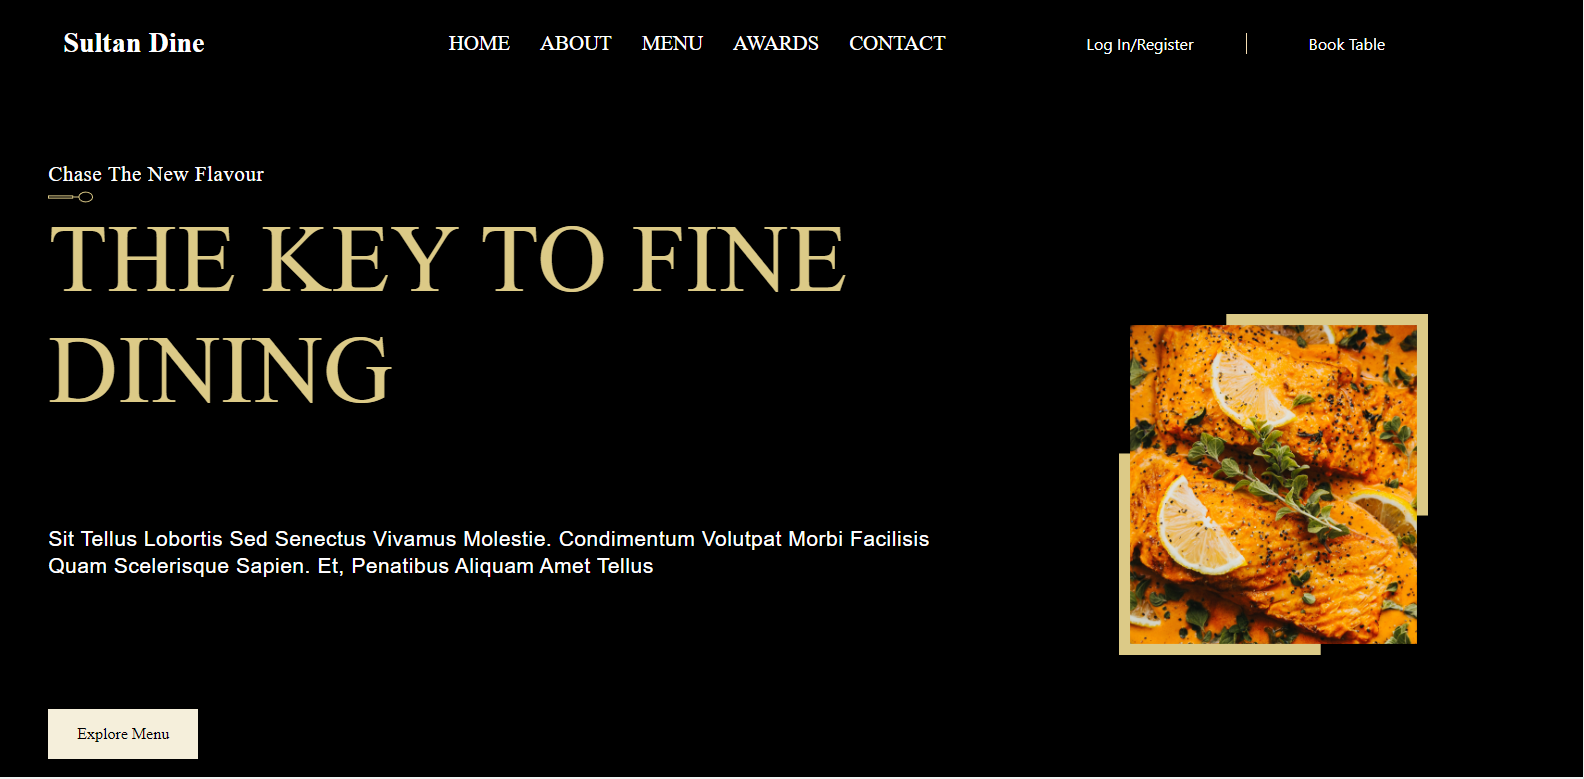 Sultan Dine
HOME ABOUT MENU AWARDS CONTACT
Log In/Register
Book Table
Chase The New Flavour
THE KEY TO FINE
DINING
Sit Tellus Lobortis Sed Senectus Vivamus Molestie. Condimentum Volutpat Morbi Facilisis
Quam Scelerisque Sapien. Et, Penatibus Aliquam Amet Tellus
Explore Menu